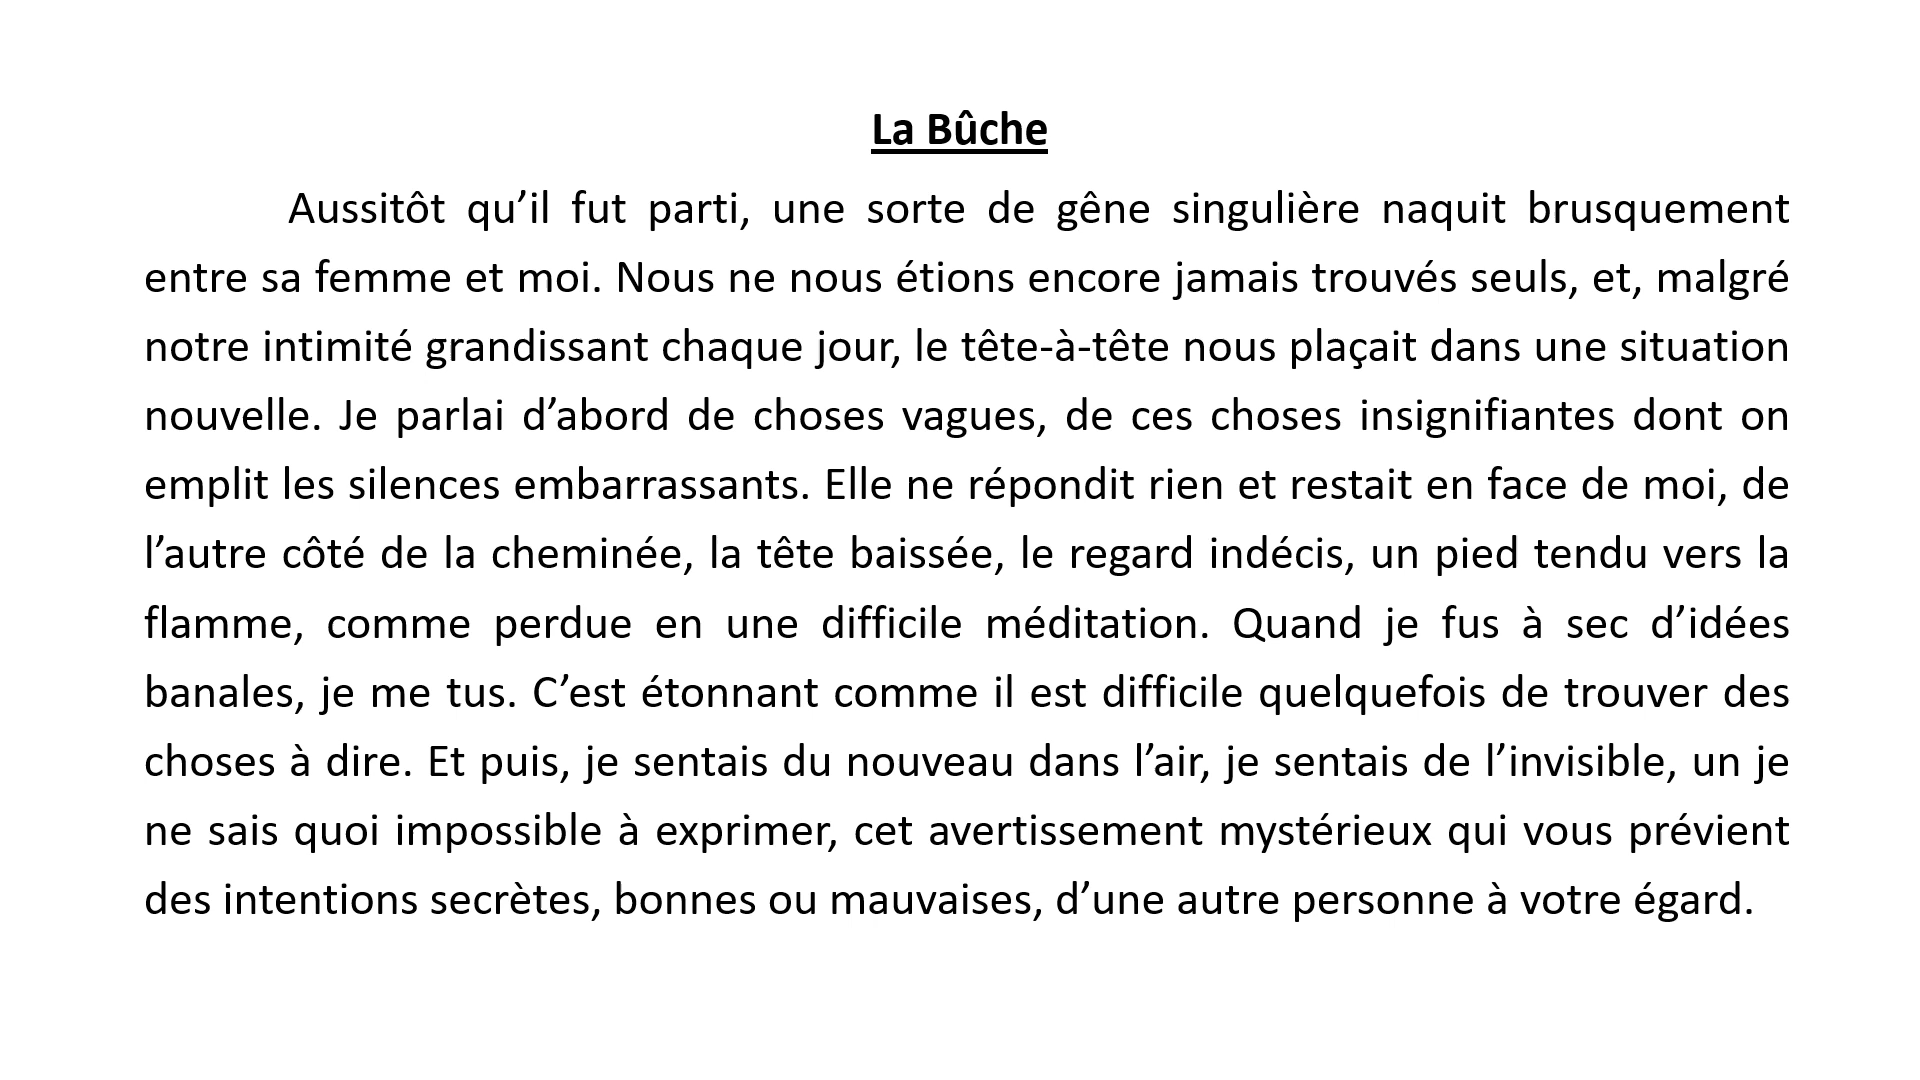 La Bûche
Aussitôt qu’il fut parti, une sorte de gêne singulière naquit brusquement
entre sa femme et moi. Nous ne nous étions encore jamais trouvés seuls, et, malgré
notre intimité grandissant chaque jour, le tête-à-tête nous plaçait dans une situation
nouvelle. Je parlai d’abord de choses vagues, de ces choses insignifiantes dont on
emplit les silences embarrassants. Elle ne répondit rien et restait en face de moi, de
l’autre côté de la cheminée, la tête baissée, le regard indécis, un pied tendu vers la
flamme, comme perdue en une difficile méditation. Quand je fus à sec d’idées
banales, je me tus. C’est étonnant comme il est difficile quelquefois de trouver des
choses à dire. Et puis, je sentais du nouveau dans l’air, je sentais de l’invisible, un je
ne sais quoi impossible à exprimer, cet avertissement mystérieux qui vous prévient
des intentions secrètes, bonnes ou mauvaises, d’une autre personne à votre égard.